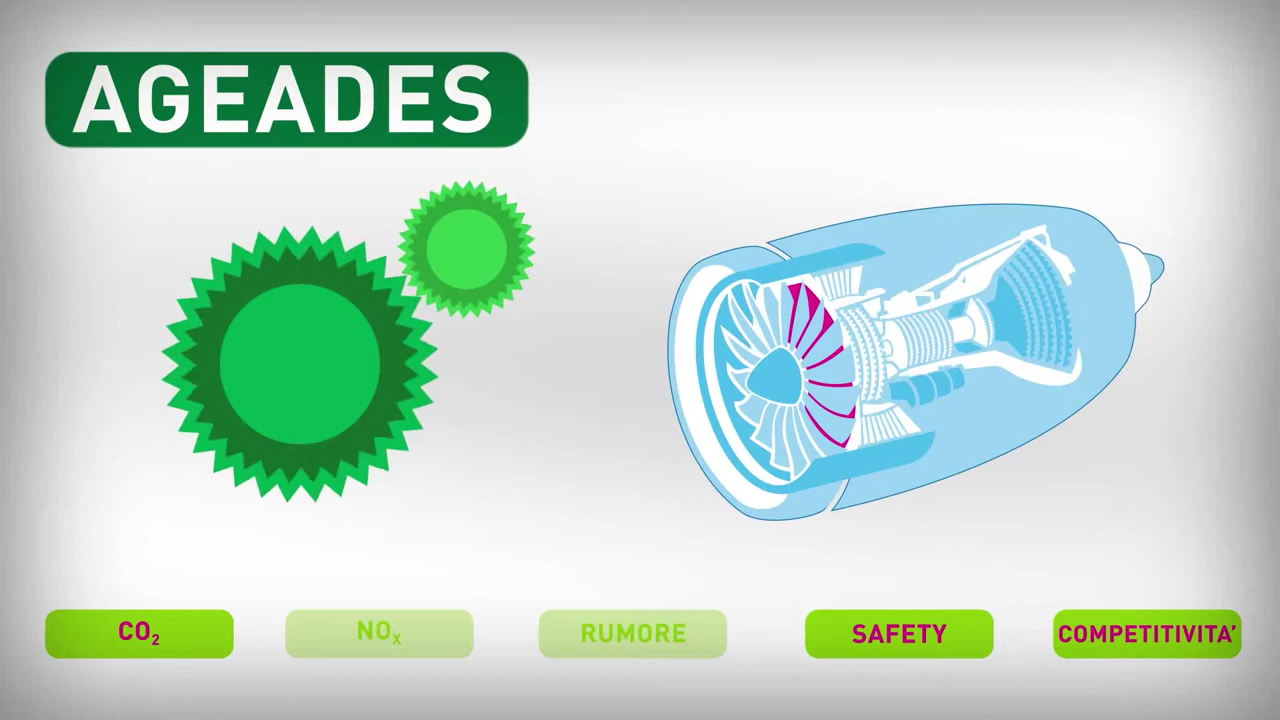 AGEADES
CO₂
NOₓ
RUMORE
SAFETY
COMPETITIVITA'